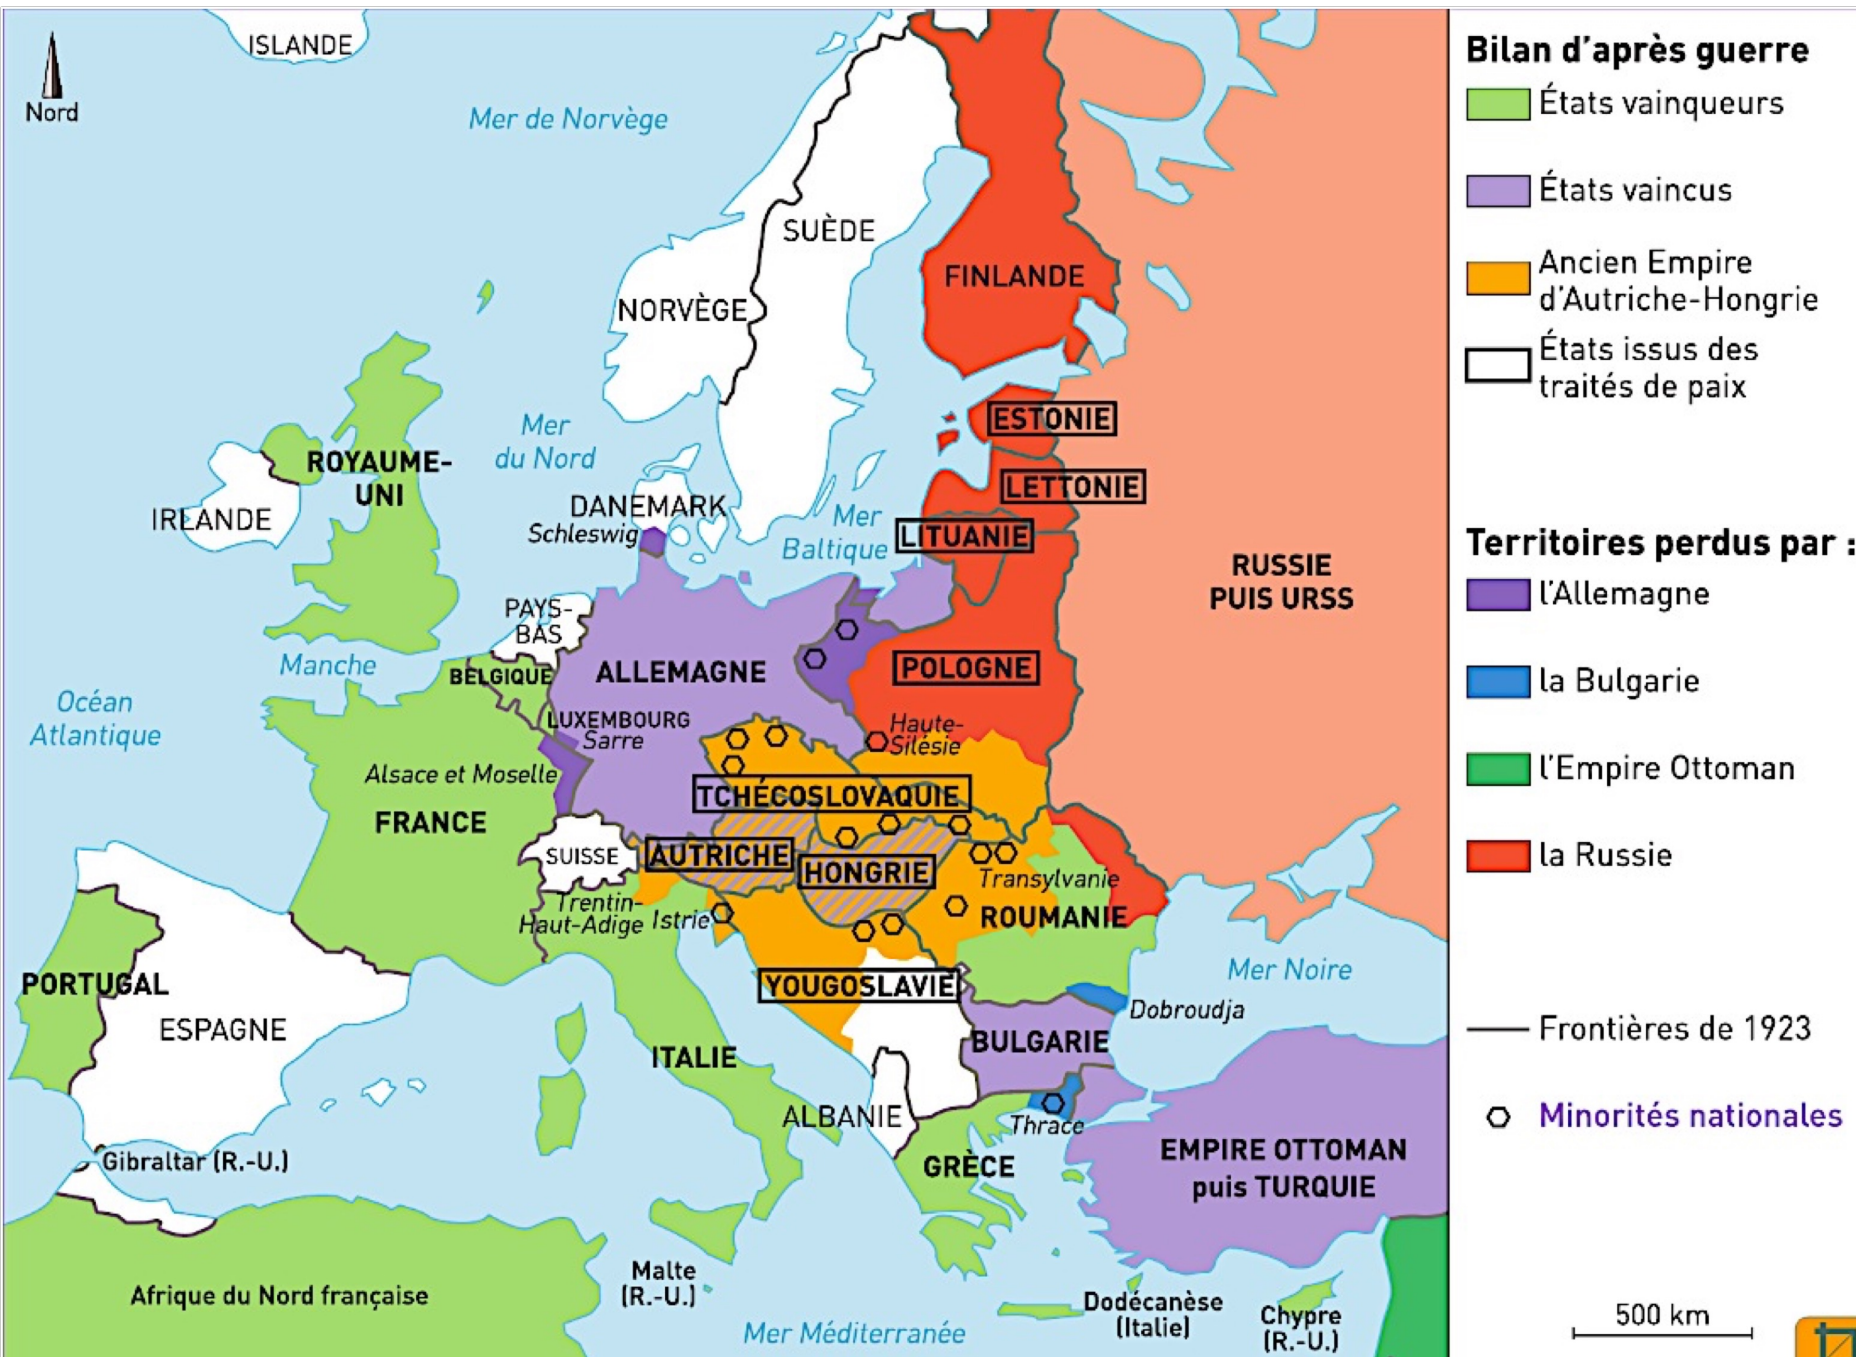 ISLANDE
Nord
Mer de Norvège
SUÈDE
FINLANDE
NORVÈGE
ESTONIE
Mer
du Nord
ROYAUME-
UNI
LETTONIE
DANEMARK
IRLANDE
Schleswig
Mer
Baltique
LITUANIE
RUSSIE
PUIS URSS
PAYS-
BAS
Manche
BELGIQUE
ALLEMAGNE
POLOGNE
Océan
Atlantique
LUXEMBOURG
Sarre
Haute-
Silésie
Alsace et Moselle
TCHÉCOSLOVAQUIE
FRANCE
SUISSE
AUTRICHE
HONGRIE
Transylvanie
Trentin-
Haut-Adige
Istrie
ROUMANIE
PORTUGAL
ESPAGNE
YOUGOSLAVIE
Mer Noire
Dobroudja
ITALIE
BULGARIE
ALBANIE
Thrace
Gibraltar (R.-U.)
GRÈCE
EMPIRE OTTOMAN
puis TURQUIE
Afrique du Nord française
Malte
(R.-U.)
Mer Méditerranée
Dodécanèse
(Italie)
Chypre
(R.-U.)
Bilan d'après guerre
États vainqueurs
États vaincus
Ancien Empire
d'Autriche-Hongrie
États issus des
traités de paix
Territoires perdus par :
l'Allemagne
la Bulgarie
l'Empire Ottoman
la Russie
Frontières de 1923
Minorités nationales
500 km